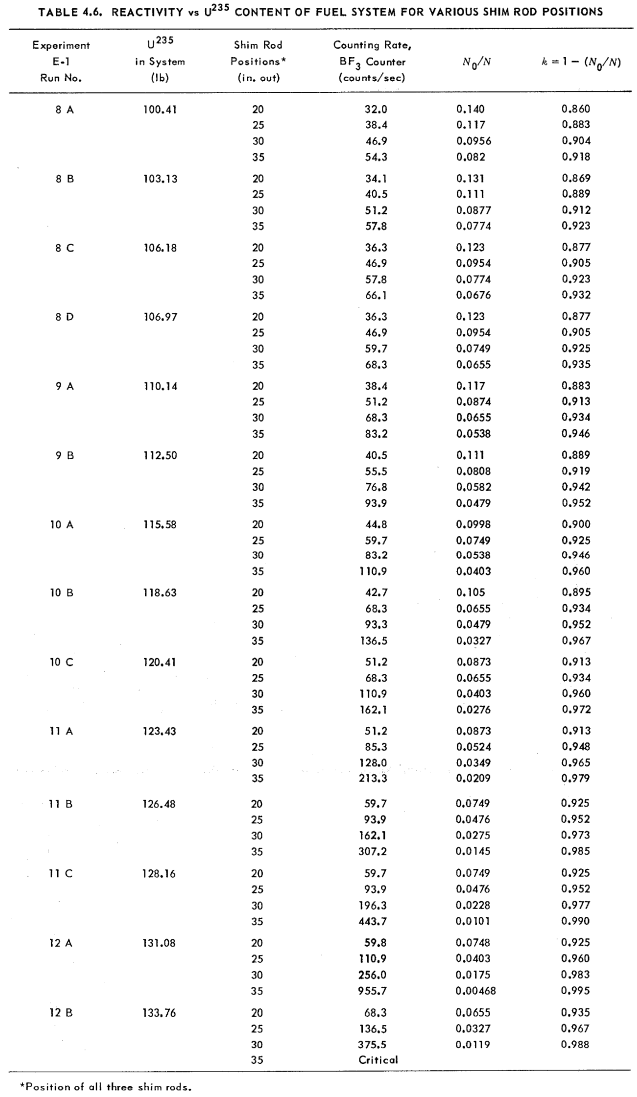 TABLE 4.6. REACTIVITY vs U²³⁵ CONTENT OF FUEL SYSTEM FOR VARIOUS SHIM ROD POSITIONS
Experiment E-1 Run No. U²³⁵ in System (lb) Shim Rod Positions* (in. out) Counting Rate, BF₃ Counter (counts/sec) N₀/N k = 1 − (N₀/N)
8 A 100.41 20 32.0 0.140 0.860
25 38.4 0.117 0.883
30 46.9 0.0956 0.904
35 54.3 0.082 0.918
8 B 103.13 20 34.1 0.131 0.869
25 40.5 0.111 0.889
30 51.2 0.0877 0.912
35 57.8 0.0774 0.923
8 C 106.18 20 36.3 0.123 0.877
25 46.9 0.0954 0.905
30 57.8 0.0774 0.923
35 66.1 0.0676 0.932
8 D 106.97 20 36.3 0.123 0.877
25 46.9 0.0954 0.905
30 59.7 0.0749 0.925
35 68.3 0.0655 0.935
9 A 110.14 20 38.4 0.117 0.883
25 51.2 0.0874 0.913
30 68.3 0.0655 0.934
35 83.2 0.0538 0.946
9 B 112.50 20 40.5 0.111 0.889
25 55.5 0.0808 0.919
30 76.8 0.0582 0.942
35 93.9 0.0479 0.952
10 A 115.58 20 44.8 0.0998 0.900
25 59.7 0.0749 0.925
30 83.2 0.0538 0.946
35 110.9 0.0403 0.960
10 B 118.63 20 42.7 0.105 0.895
25 68.3 0.0655 0.934
30 93.3 0.0479 0.952
35 136.5 0.0327 0.967
10 C 120.41 20 51.2 0.0873 0.913
25 68.3 0.0655 0.934
30 110.9 0.0403 0.960
35 162.1 0.0276 0.972
11 A 123.43 20 51.2 0.0873 0.913
25 85.3 0.0524 0.948
30 128.0 0.0349 0.965
35 213.3 0.0209 0.979
11 B 126.48 20 59.7 0.0749 0.925
25 93.9 0.0476 0.952
30 162.1 0.0275 0.973
35 307.2 0.0145 0.985
11 C 128.16 20 59.7 0.0749 0.925
25 93.9 0.0476 0.952
30 196.3 0.0228 0.977
35 443.7 0.0101 0.990
12 A 131.08 20 59.8 0.0748 0.925
25 110.9 0.0403 0.960
30 256.0 0.0175 0.983
35 955.7 0.00468 0.995
12 B 133.76 20 68.3 0.0655 0.935
25 136.5 0.0327 0.967
30 375.5 0.0119 0.988
35 Critical
*Position of all three shim rods.